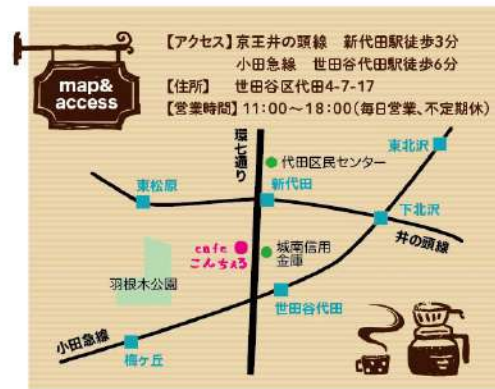 map&
access
【アクセス】京王井の頭線 新代田駅徒歩3分
小田急線 世田谷代田駅徒歩6分
【住所】 世田谷区代田4-7-17
【営業時間】11:00〜18:00(毎日営業、不定期休)
環七通り
代田区民センター
東北沢
東松原
新代田
下北沢
井の頭線
cafe
こんちぇる
城南信用
金庫
羽根木公園
世田谷代田
小田急線
梅ヶ丘